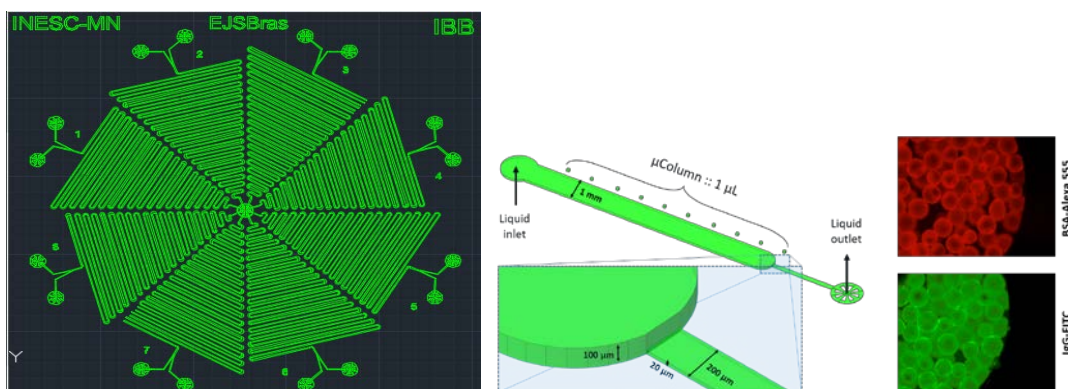 INESC-MN
EJSBras
IBB
2
3
1
4
8
5
7
6
Y
µColumn :: 1 µL
1 mm
Liquid
inlet
Liquid
outlet
100 µm
20 µm
200 µm
BSA-Alexa 555
IgG-FITC